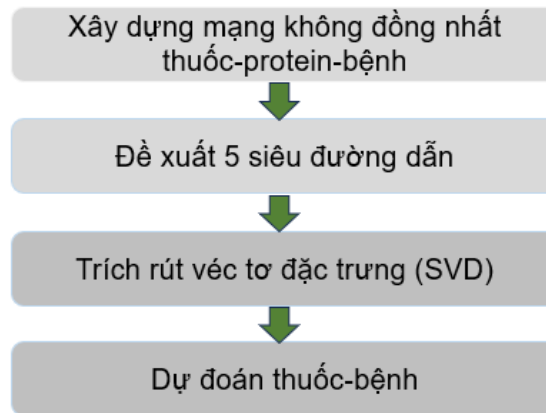 Xây dựng mạng không đồng nhất
thuốc-protein-bệnh
Đề xuất 5 siêu đường dẫn
Trích rút véc tơ đặc trưng (SVD)
Dự đoán thuốc-bệnh